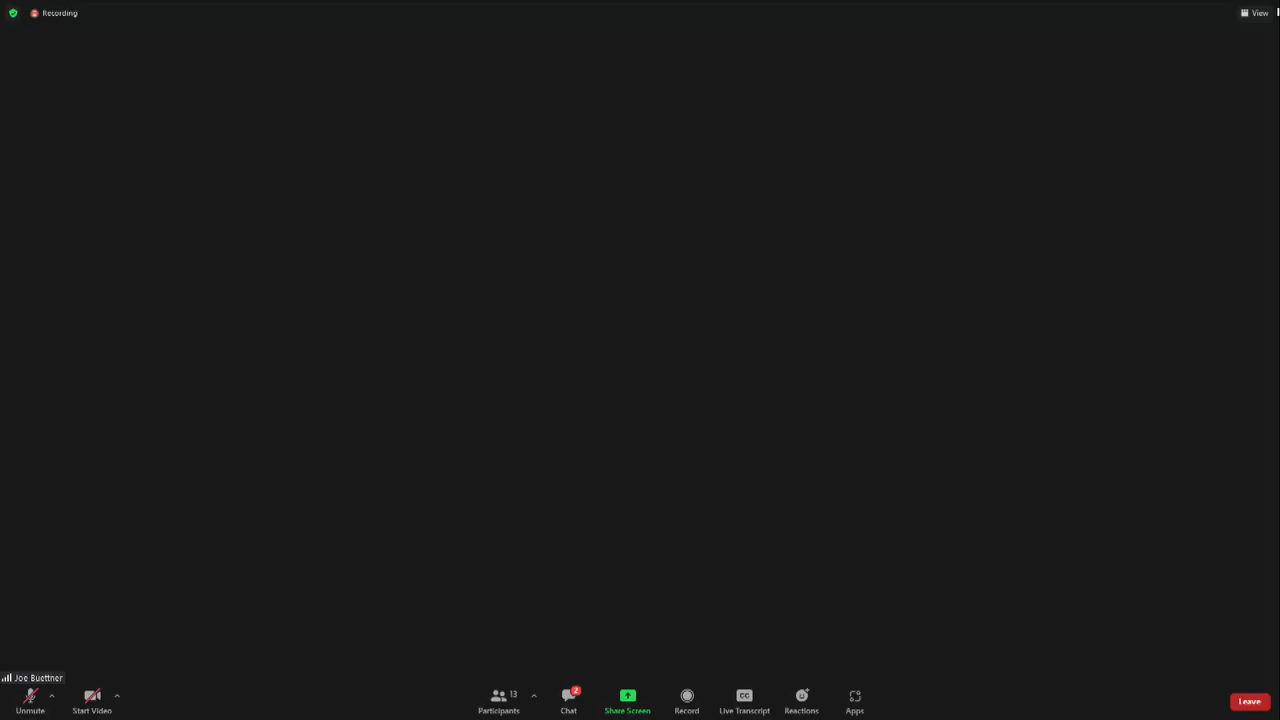 Recording
View
Joe Buettner
Unmute
Start Video
Participants 13
Chat 2
Share Screen
Record
CC Live Transcript
Reactions
Apps
Leave